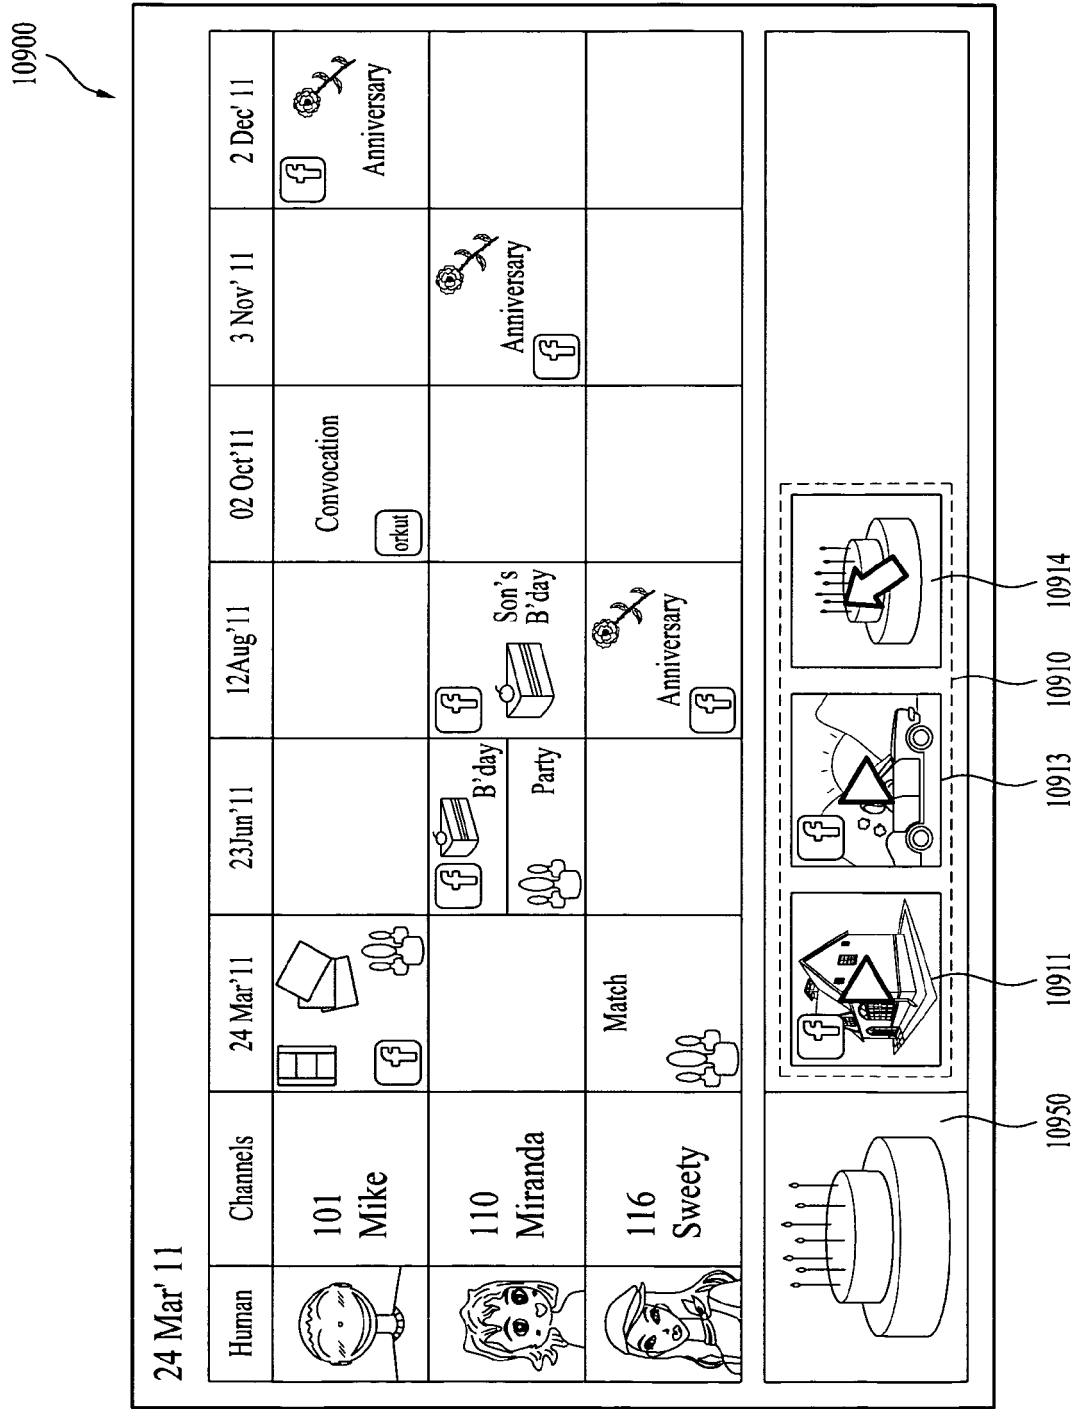 10900
24 Mar' 11
Human Channels 24 Mar'11 23Jun'11 12Aug'11 02 Oct'11 3 Nov' 11 2 Dec' 11
101
Mike
f
Convocation
orkut
f
Anniversary
110
Miranda
f
B'day
Party
f
Son's
B'day
Anniversary
f
116
Sweety
Match
Anniversary
f
f
f
10950
10911
10913
10910
10914